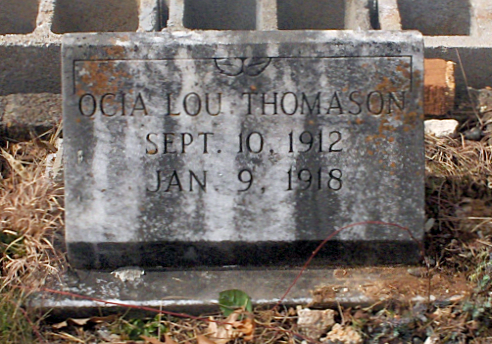 OCIA LOU THOMASON
SEPT. 10, 1912
JAN. 9, 1918